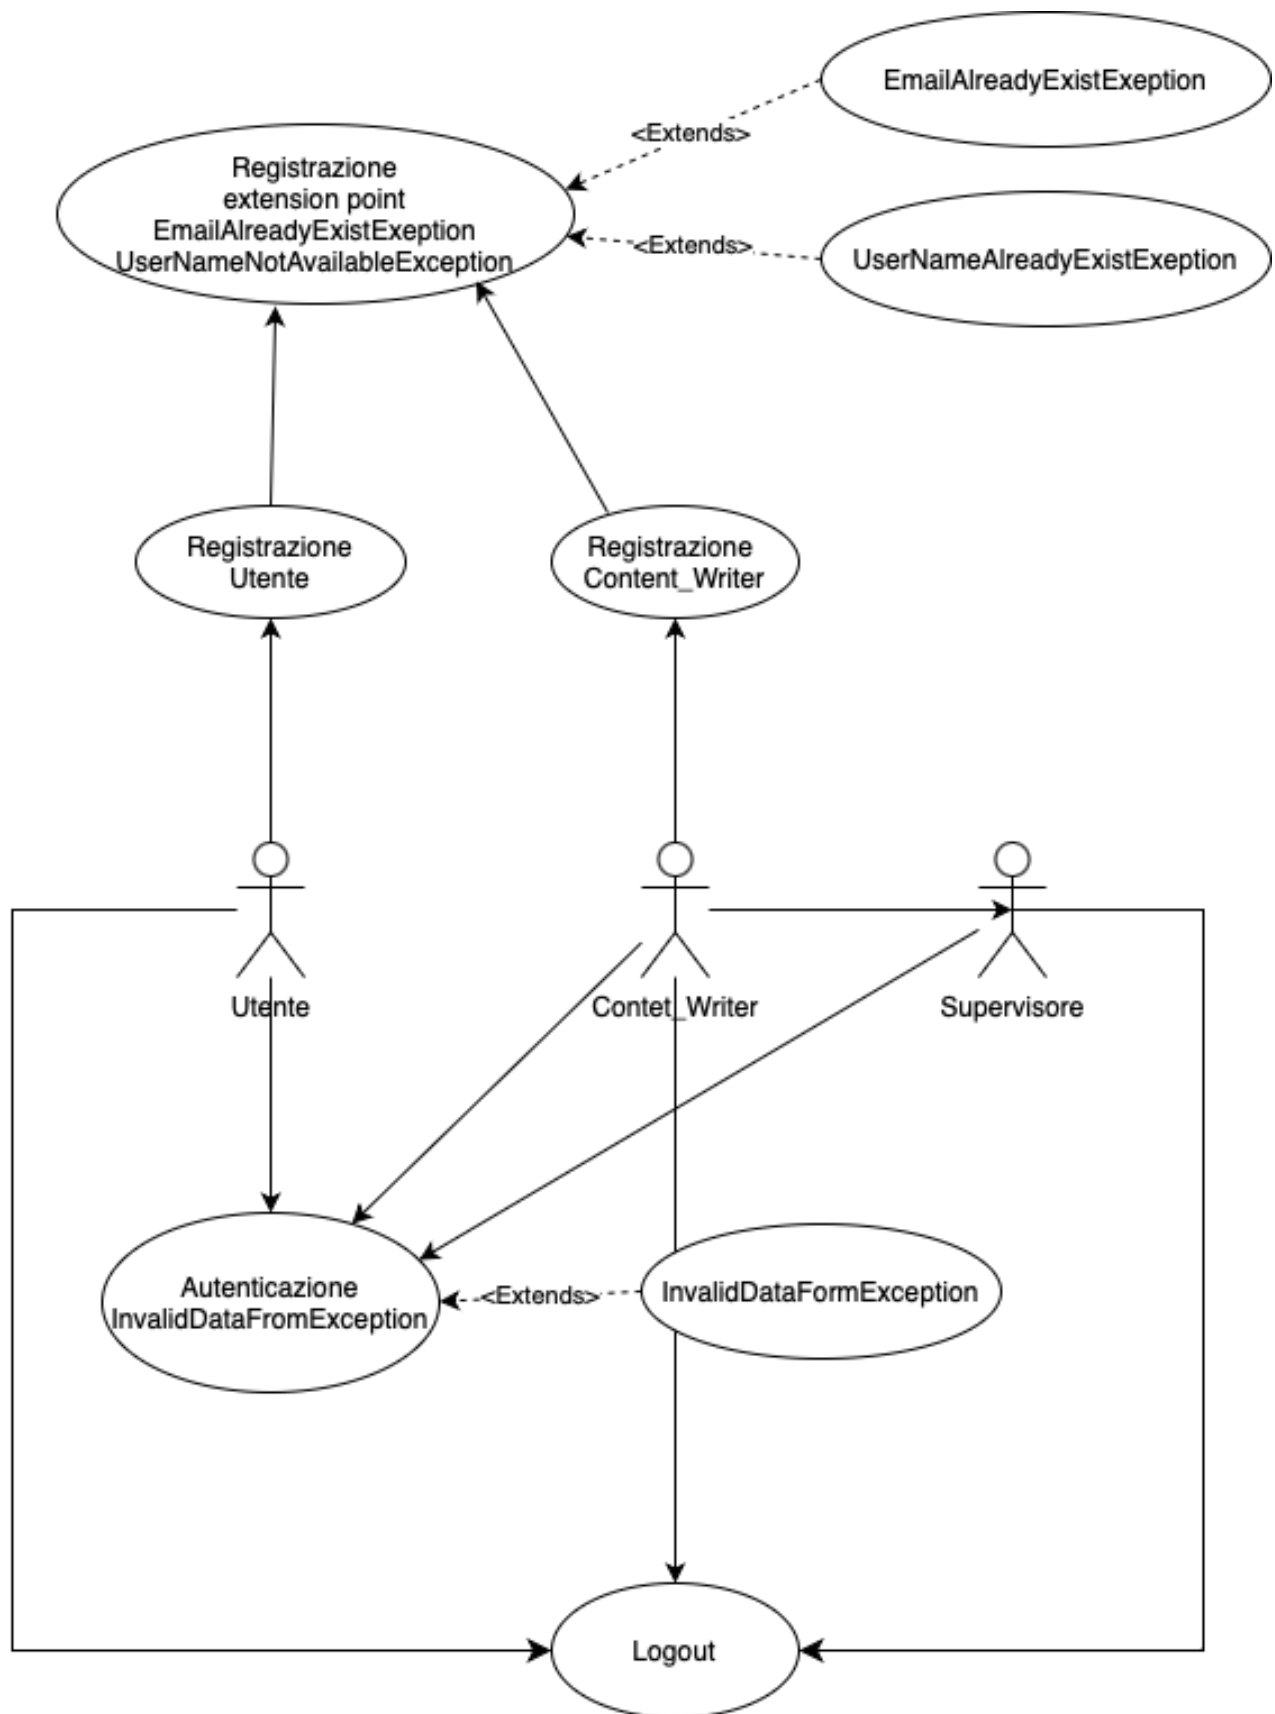 EmailAlreadyExistExeption
<Extends>
Registrazione
extension point
EmailAlreadyExistExeption
UserNameNotAvailableException
<Extends>
UserNameAlreadyExistExeption
Registrazione
Utente
Registrazione
Content_Writer
Utente
Contet_Writer
Supervisore
Autenticazione
InvalidDataFromException
<Extends>
InvalidDataFormException
Logout